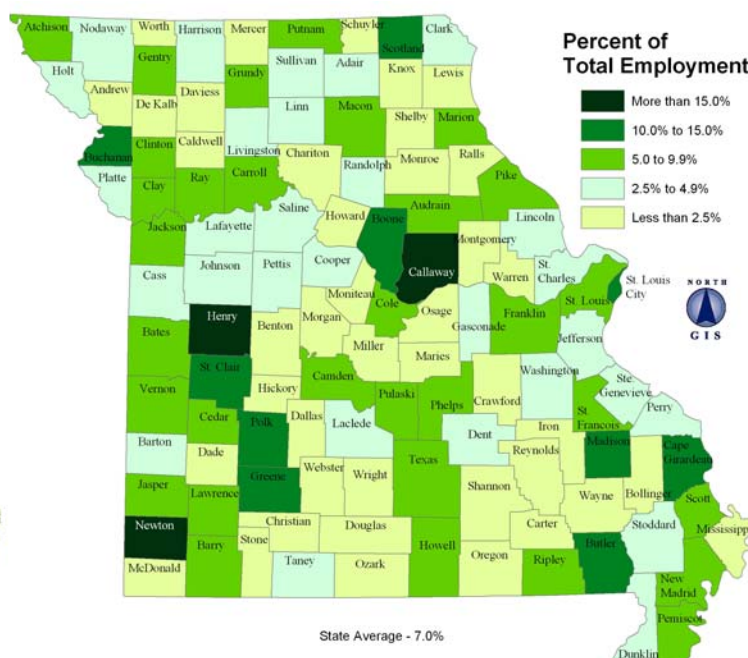 Percent of
Total Employment
More than 15.0%
10.0% to 15.0%
5.0 to 9.9%
2.5% to 4.9%
Less than 2.5%
NORTH
GIS
Atchison
Nodaway
Worth
Harrison
Mercer
Putnam
Schuyler
Scotland
Clark
Holt
Gentry
Sullivan
Adair
Knox
Lewis
Andrew
De Kalb
Daviess
Grundy
Linn
Macon
Shelby
Marion
Buchanan
Clinton
Caldwell
Livingston
Chariton
Randolph
Monroe
Ralls
Platte
Clay
Ray
Carroll
Pike
Saline
Howard
Boone
Audrain
Jackson
Lafayette
Lincoln
Montgomery
Cass
Johnson
Pettis
Cooper
Callaway
Warren
St.
Charles
St. Louis
St. Louis
City
Moniteau
Cole
Osage
Gasconade
Franklin
Jefferson
Henry
Benton
Morgan
Miller
Maries
Bates
St. Clair
Camden
Washington
Ste.
Genevieve
Hickory
Pulaski
Phelps
Crawford
St
Francois
Perry
Vernon
Cedar
Polk
Dallas
Laclede
Dent
Iron
Madison
Cape
Girardeau
Barton
Dade
Greene
Webster
Wright
Texas
Reynolds
Shannon
Wayne
Bollinger
Scott
Jasper
Lawrence
Newton
Christian
Douglas
Carter
Stoddard
Mississippi
McDonald
Barry
Stone
Taney
Ozark
Howell
Oregon
Ripley
Butler
New
Madrid
Pemiscot
Dunklin
State Average - 7.0%